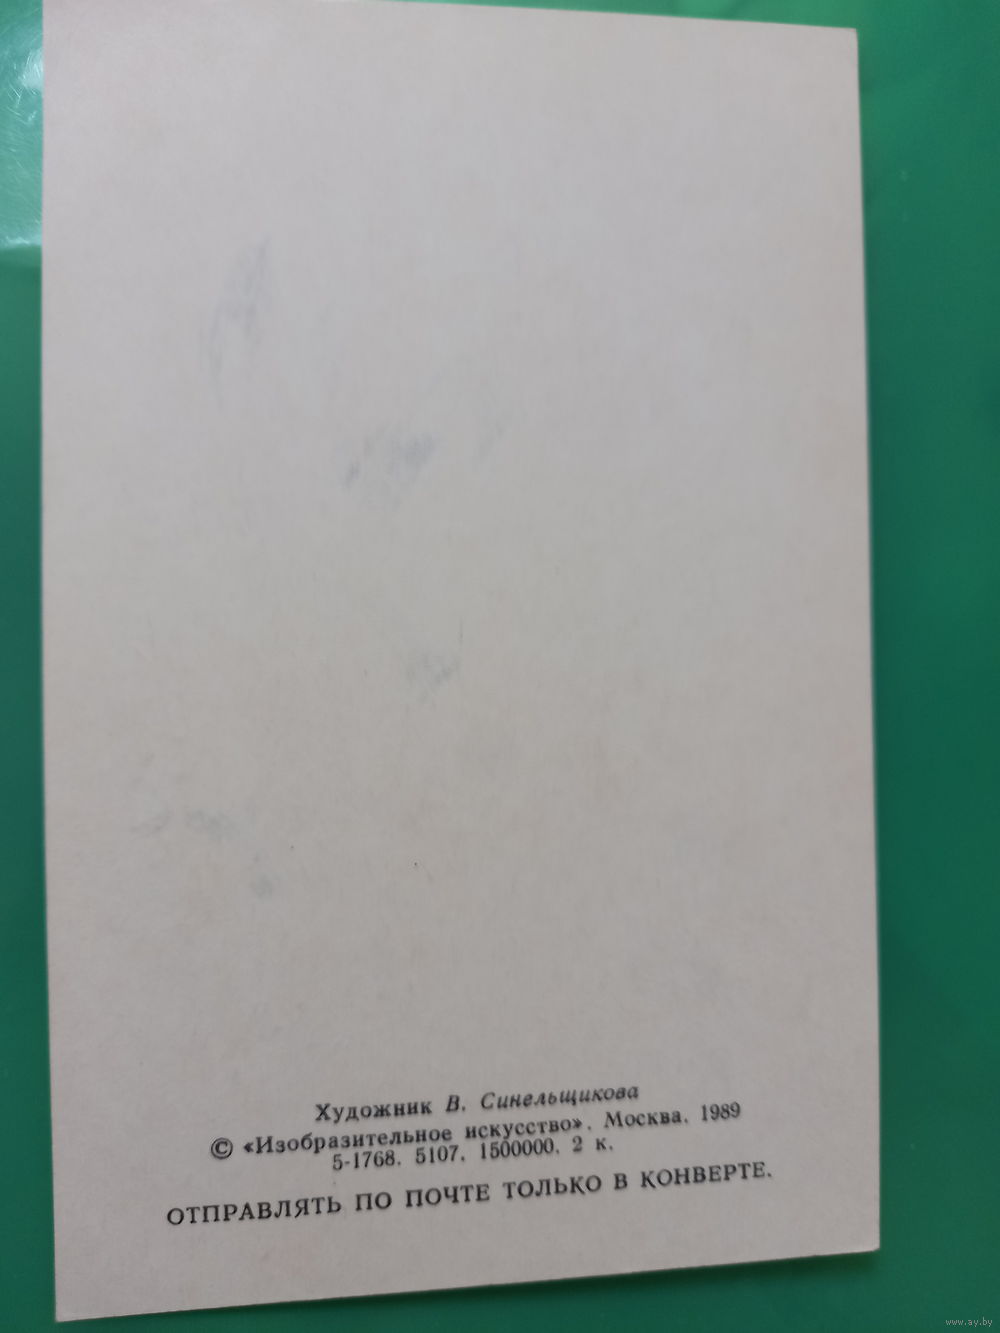 Художник В. Синельщикова
© «Изобразительное искусство». Москва. 1989
5-1768. 5107. 1500000. 2 к.
ОТПРАВЛЯТЬ ПО ПОЧТЕ ТОЛЬКО В КОНВЕРТЕ.
www.ay.by